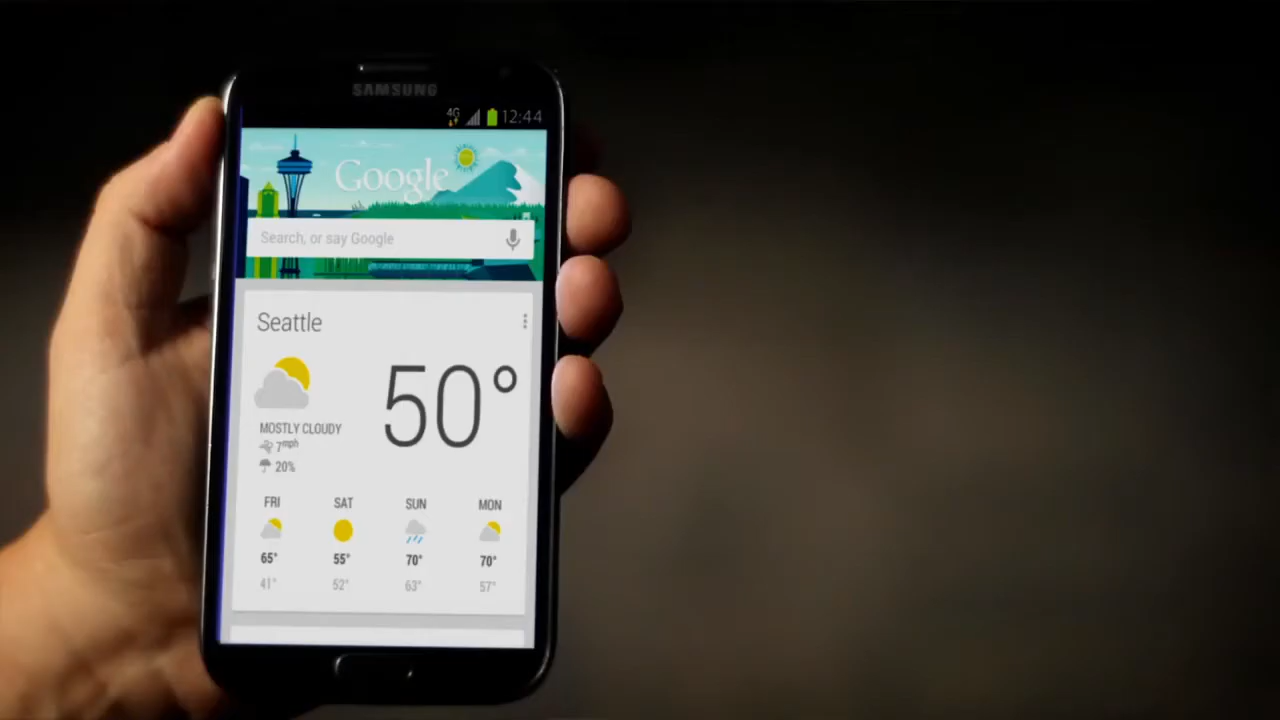 SAMSUNG
4G 12:44
Google
Search, or say Google
Seattle
50°
MOSTLY CLOUDY
7mph
20%
FRI SAT SUN MON
65° 55° 70° 70°
41° 52° 63° 57°